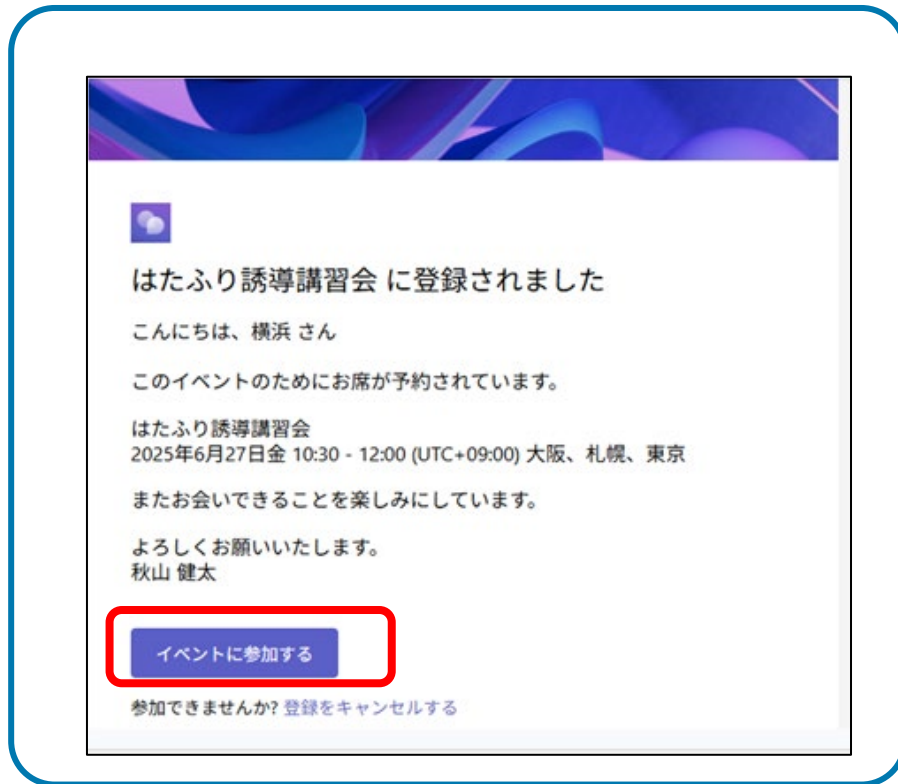 はたふり誘導講習会 に登録されました
こんにちは、横浜 さん
このイベントのためにお席が予約されています。
はたふり誘導講習会
2025年6月27日金 10:30 - 12:00 (UTC+09:00) 大阪、札幌、東京
またお会いできることを楽しみにしています。
よろしくお願いいたします。
秋山 健太
イベントに参加する
参加できませんか? 登録をキャンセルする